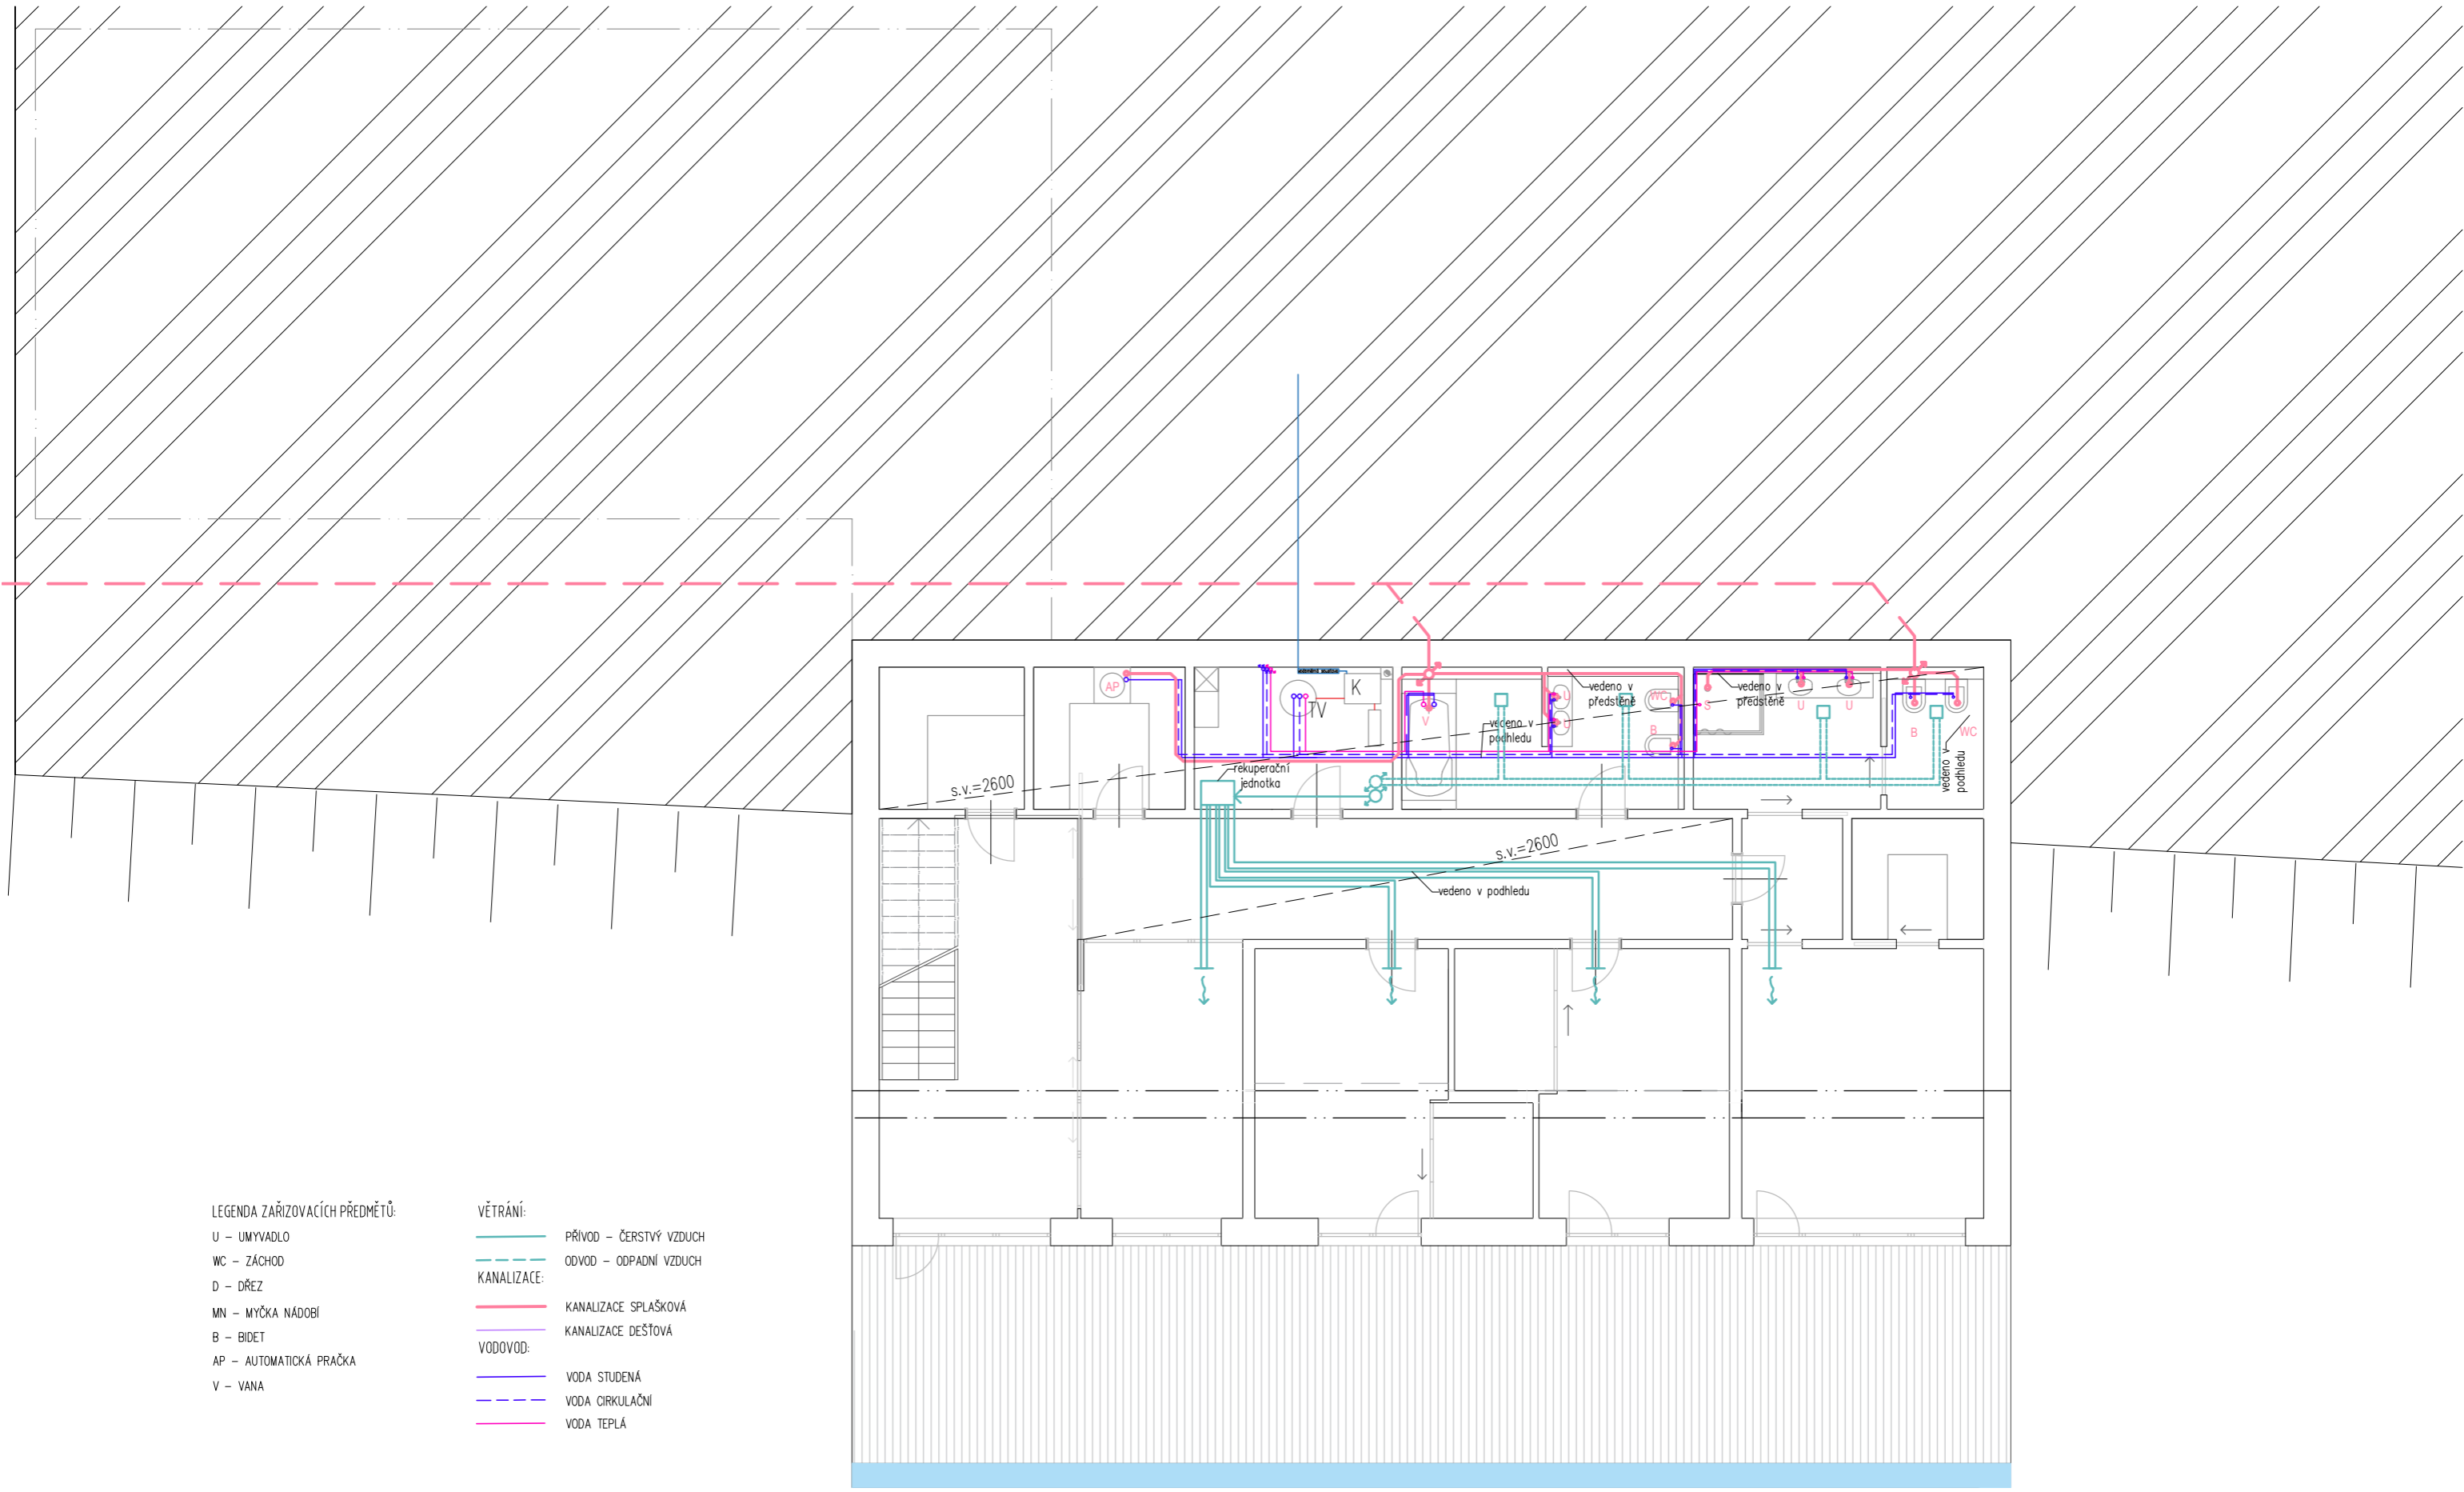 AP
K
TV
V
U
U
WC
B
S
U
U
B
WC
vedeno v
předstěně
vedeno v
předstěně
vedeno v
podhledu
vedeno v
podhledu
rekuperační
jednotka
s.v.=2600
s.v.=2600
vedeno v podhledu
LEGENDA ZAŘIZOVACÍCH PŘEDMĚTŮ:
U - UMYVADLO
WC - ZÁCHOD
D - DŘEZ
MN - MYČKA NÁDOBÍ
B - BIDET
AP - AUTOMATICKÁ PRAČKA
V - VANA
VĚTRÁNÍ:
PŘÍVOD - ČERSTVÝ VZDUCH
ODVOD - ODPADNÍ VZDUCH
KANALIZACE:
KANALIZACE SPLAŠKOVÁ
KANALIZACE DEŠŤOVÁ
VODOVOD:
VODA STUDENÁ
VODA CIRKULAČNÍ
VODA TEPLÁ